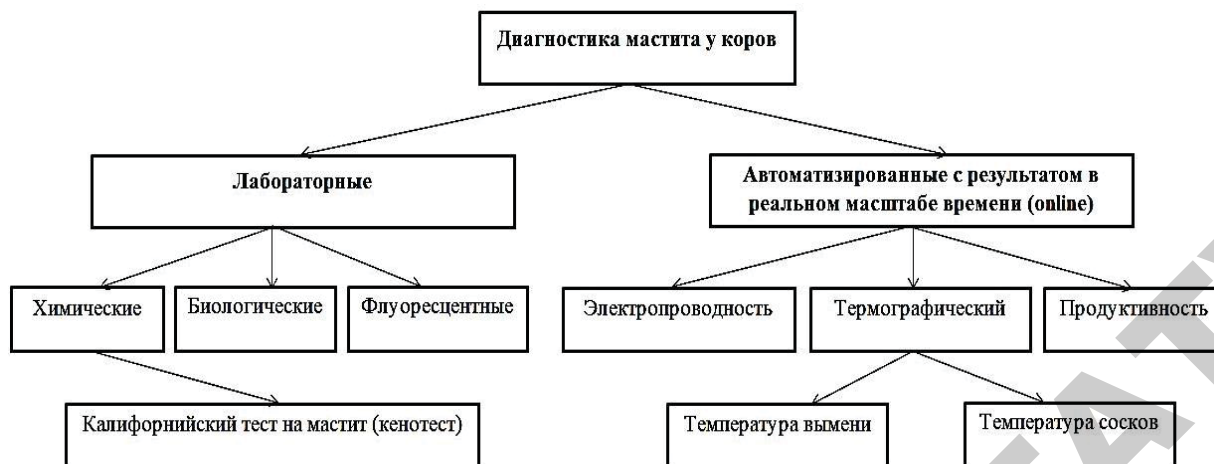 Диагностика мастита у коров
Лабораторные
Автоматизированные с результатом в
реальном масштабе времени (online)
Химические
Биологические
Флуоресцентные
Электропроводность
Термографический
Продуктивность
Калифорнийский тест на мастит (кенотест)
Температура вымени
Температура сосков